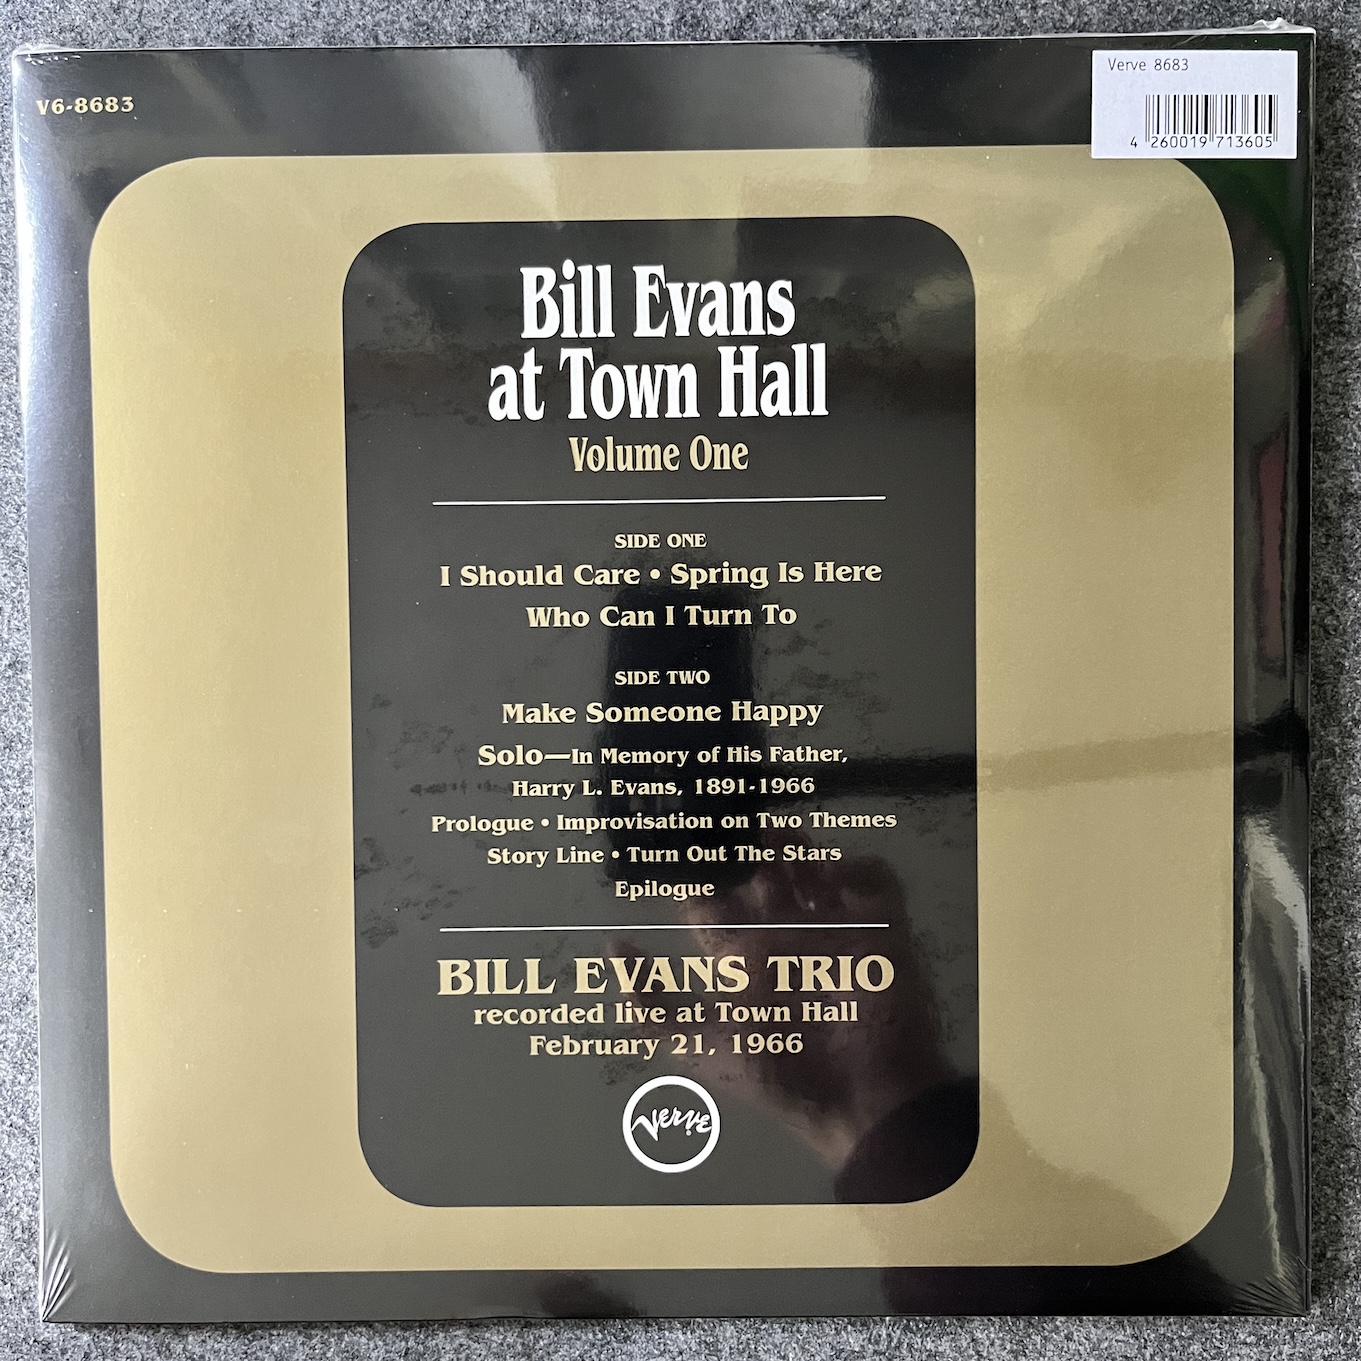 V6-8683
Verve 8683
4 260019 713605
Bill Evans
at Town Hall
Volume One
SIDE ONE
I Should Care • Spring Is Here
Who Can I Turn To
SIDE TWO
Make Someone Happy
Solo—In Memory of His Father,
Harry L. Evans, 1891-1966
Prologue • Improvisation on Two Themes
Story Line • Turn Out The Stars
Epilogue
BILL EVANS TRIO
recorded live at Town Hall
February 21, 1966
Verve